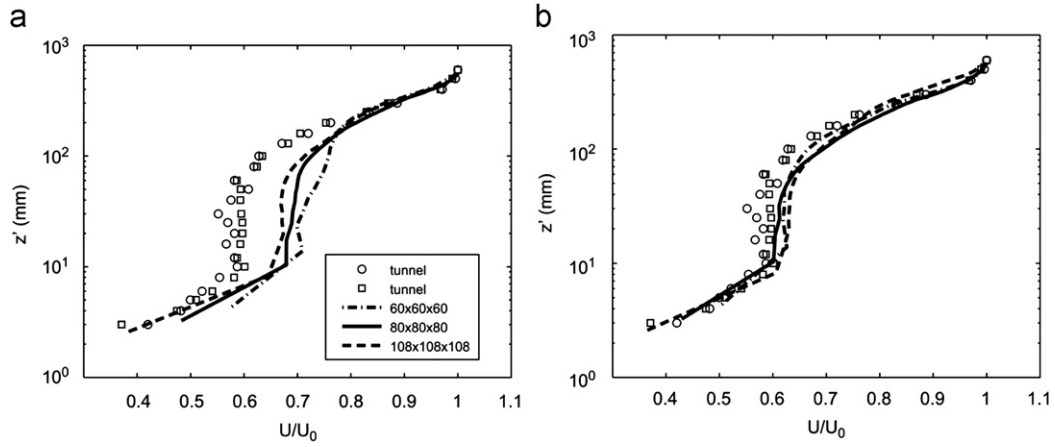 a
b
10³
10²
10¹
10⁰
z' (mm)
0.4 0.5 0.6 0.7 0.8 0.9 1 1.1
U/U₀
tunnel
tunnel
60x60x60
80x80x80
108x108x108
10³
10²
10¹
10⁰
z' (mm)
0.4 0.5 0.6 0.7 0.8 0.9 1 1.1
U/U₀